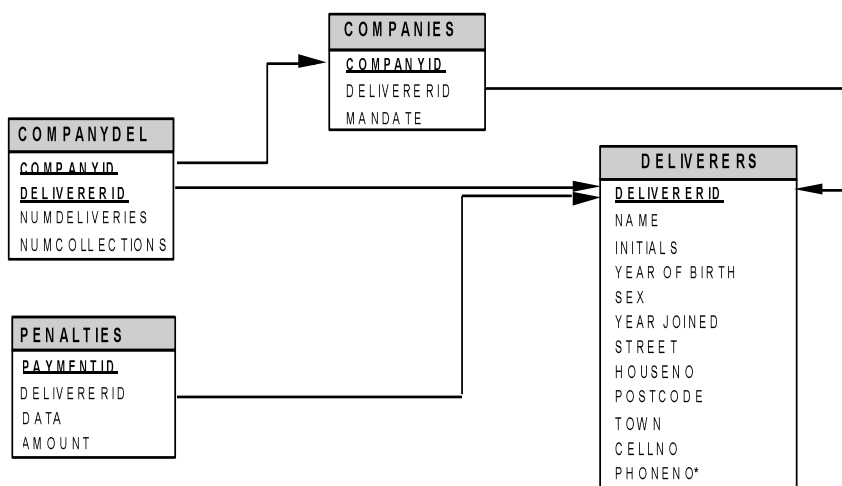 COMPANIES
COMPANYID
DELIVERERID
MANDATE
COMPANYDEL
COMPANYID
DELIVERERID
NUMDELIVERIES
NUMCOLLECTIONS
DELIVERERS
DELIVERERID
NAME
INITIALS
YEAR OF BIRTH
SEX
YEAR JOINED
STREET
HOUSENO
POSTCODE
TOWN
CELLNO
PHONENO*
PENALTIES
PAYMENTID
DELIVERERID
DATA
AMOUNT